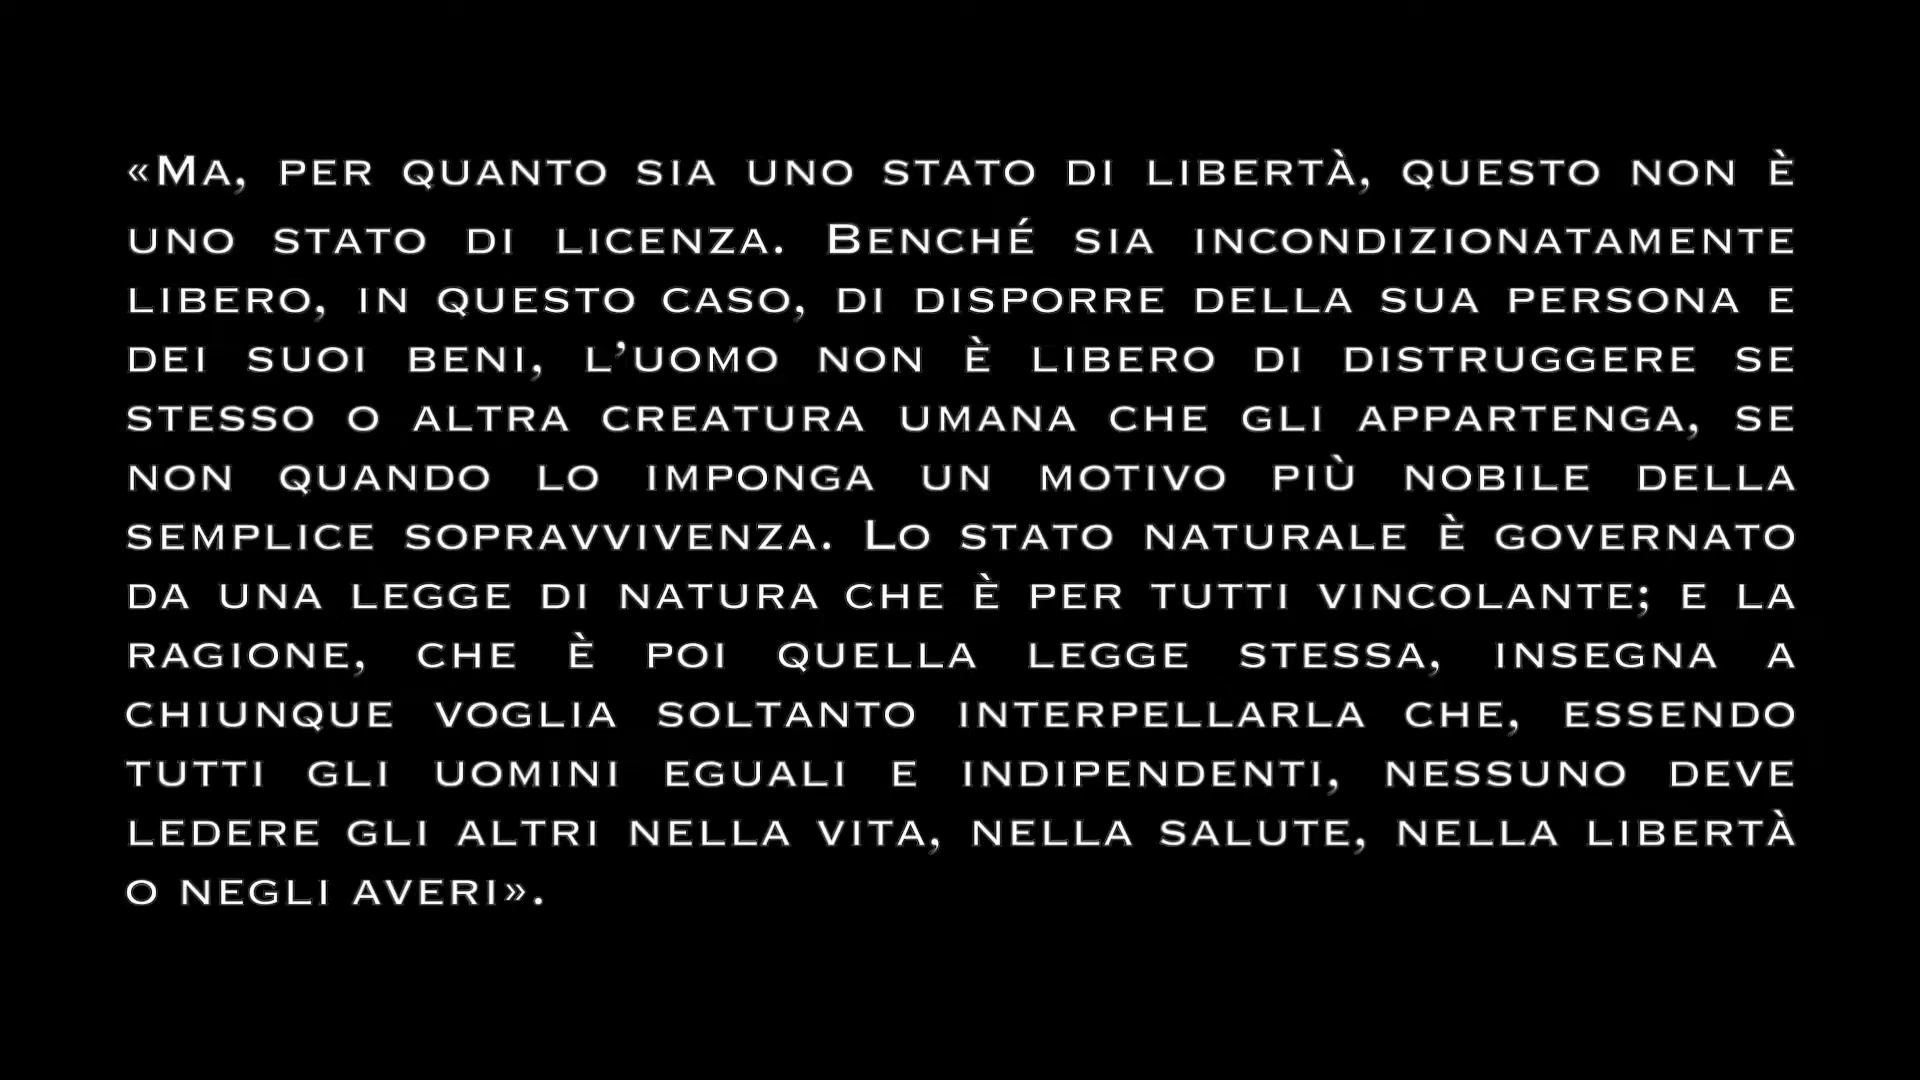 «Ma, per quanto sia uno stato di libertà, questo non è
uno stato di licenza. Benché sia incondizionatamente
libero, in questo caso, di disporre della sua persona e
dei suoi beni, l’uomo non è libero di distruggere se
stesso o altra creatura umana che gli appartenga, se
non quando lo imponga un motivo più nobile della
semplice sopravvivenza. Lo stato naturale è governato
da una legge di natura che è per tutti vincolante; e la
ragione, che è poi quella legge stessa, insegna a
chiunque voglia soltanto interpellarla che, essendo
tutti gli uomini eguali e indipendenti, nessuno deve
ledere gli altri nella vita, nella salute, nella libertà
o negli averi».